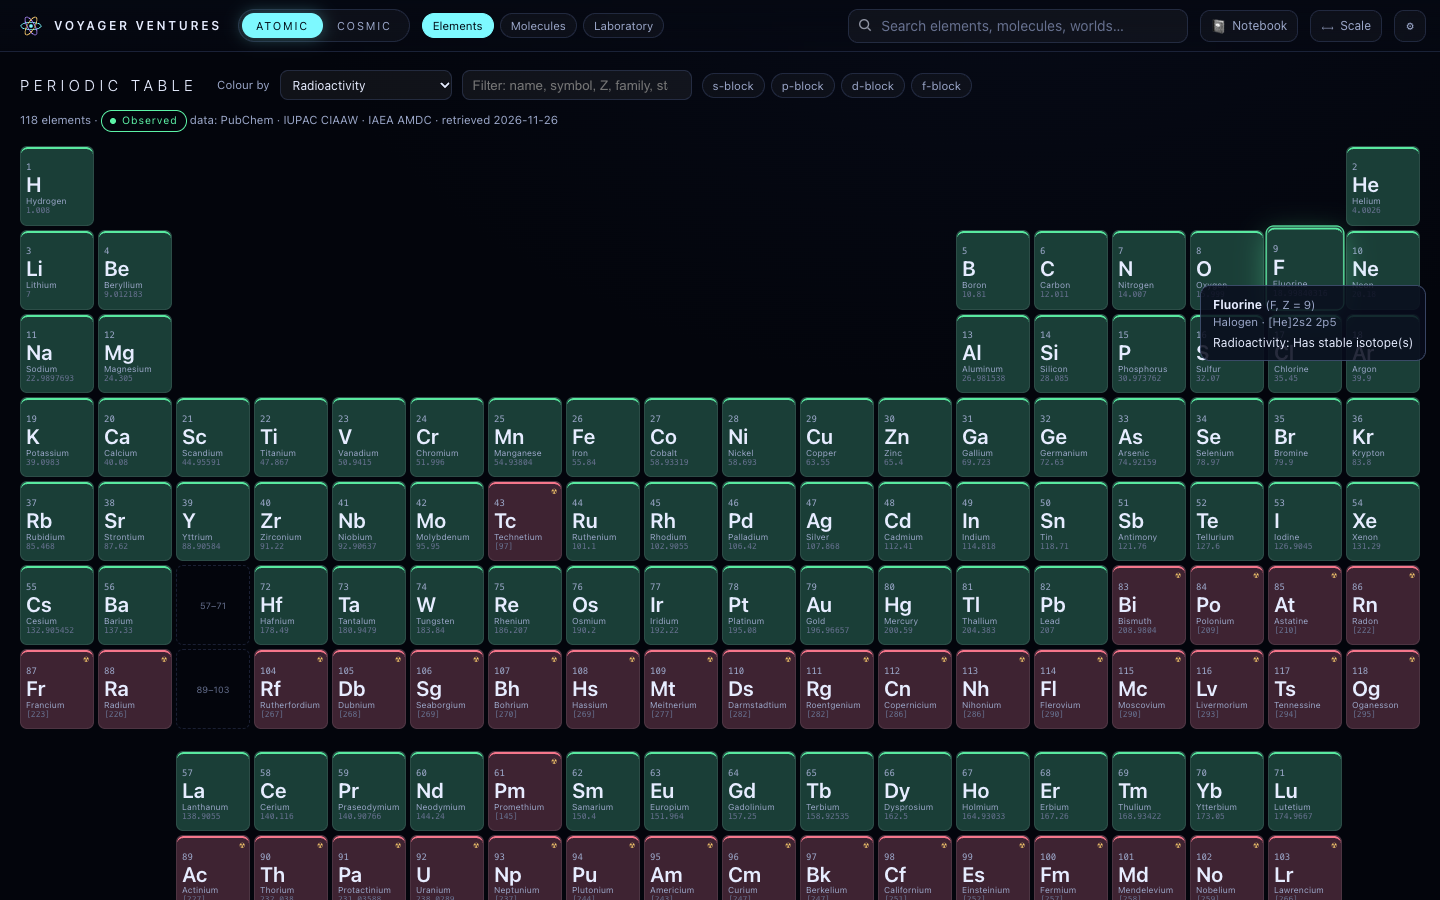 VOYAGER VENTURES ATOMIC COSMIC Elements Molecules Laboratory Search elements, molecules, worlds... Notebook Scale
PERIODIC TABLE Colour by Radioactivity Filter: name, symbol, Z, family, st s-block p-block d-block f-block
118 elements · Observed data: PubChem · IUPAC CIAAW · IAEA AMDC · retrieved 2026-11-26
1 2
H He
Hydrogen Helium
1.008 4.0026
3 4 5 6 7 8 9 10
Li Be B C N O F Ne
Lithium Beryllium Boron Carbon Nitrogen Fluorine
7 9.012183 10.81 12.011 14.007
Fluorine (F, Z = 9)
Halogen · [He]2s2 2p5
Radioactivity: Has stable isotope(s)
11 12 13 14 15
Na Mg Al Si P S Cl Ar
Sodium Magnesium Aluminum Silicon Phosphorus Sulfur Chlorine Argon
22.9897693 24.305 26.981538 28.085 30.973762 32.07 35.45 39.9
19 20 21 22 23 24 25 26 27 28 29 30 31 32 33 34 35 36
K Ca Sc Ti V Cr Mn Fe Co Ni Cu Zn Ga Ge As Se Br Kr
Potassium Calcium Scandium Titanium Vanadium Chromium Manganese Iron Cobalt Nickel Copper Zinc Gallium Germanium Arsenic Selenium Bromine Krypton
39.0983 40.08 44.95591 47.867 50.9415 51.996 54.93804 55.84 58.93319 58.693 63.55 65.4 69.723 72.63 74.92159 78.97 79.9 83.8
37 38 39 40 41 42 43 44 45 46 47 48 49 50 51 52 53 54
Rb Sr Y Zr Nb Mo Tc Ru Rh Pd Ag Cd In Sn Sb Te I Xe
Rubidium Strontium Yttrium Zirconium Niobium Molybdenum Technetium Ruthenium Rhodium Palladium Silver Cadmium Indium Tin Antimony Tellurium Iodine Xenon
85.468 87.62 88.90584 91.22 92.90637 95.95 [97] 101.1 102.9055 106.42 107.868 112.41 114.818 118.71 121.76 127.6 126.9045 131.29
55 56 72 73 74 75 76 77 78 79 80 81 82 83 84 85 86
Cs Ba 57–71 Hf Ta W Re Os Ir Pt Au Hg Tl Pb Bi Po At Rn
Cesium Barium Hafnium Tantalum Tungsten Rhenium Osmium Iridium Platinum Gold Mercury Thallium Lead Bismuth Polonium Astatine Radon
132.905452 137.33 178.49 180.9479 183.84 186.207 190.2 192.22 195.08 196.96657 200.59 204.383 207 208.9804 [209] [210] [222]
87 88 104 105 106 107 108 109 110 111 112 113 114 115 116 117 118
Fr Ra 89–103 Rf Db Sg Bh Hs Mt Ds Rg Cn Nh Fl Mc Lv Ts Og
Francium Radium Rutherfordium Dubnium Seaborgium Bohrium Hassium Meitnerium Darmstadtium Roentgenium Copernicium Nihonium Flerovium Moscovium Livermorium Tennessine Oganesson
[223] [226] [267] [268] [269] [270] [269] [277] [282] [282] [286] [286] [290] [290] [293] [294] [295]
57 58 59 60 61 62 63 64 65 66 67 68 69 70 71
La Ce Pr Nd Pm Sm Eu Gd Tb Dy Ho Er Tm Yb Lu
Lanthanum Cerium Praseodymium Neodymium Promethium Samarium Europium Gadolinium Terbium Dysprosium Holmium Erbium Thulium Ytterbium Lutetium
138.9055 140.116 140.90766 144.24 [145] 150.4 151.964 157.25 158.92535 162.5 164.93033 167.26 168.93422 173.05 174.9667
89 90 91 92 93 94 95 96 97 98 99 100 101 102 103
Ac Th Pa U Np Pu Am Cm Bk Cf Es Fm Md No Lr
Actinium Thorium Protactinium Uranium Neptunium Plutonium Americium Curium Berkelium Californium Einsteinium Fermium Mendelevium Nobelium Lawrencium